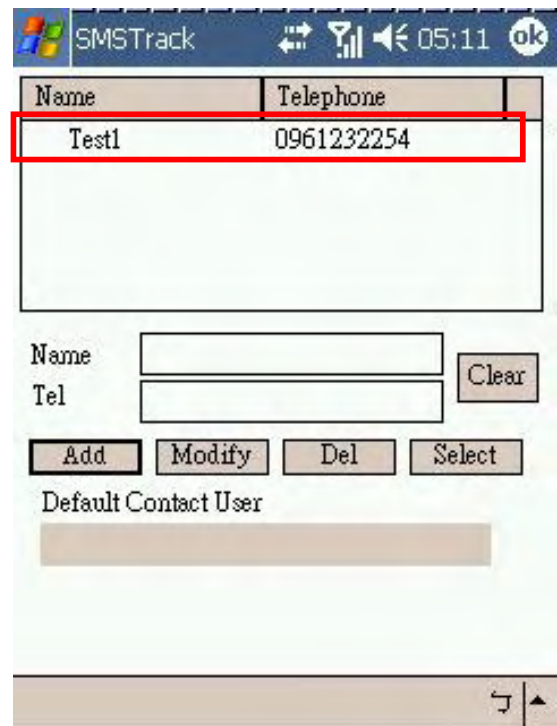 SMSTrack 05:11 ok
Name Telephone
Test1 0961232254
Name
Clear
Tel
Add Modify Del Select
Default Contact User
ㄅ